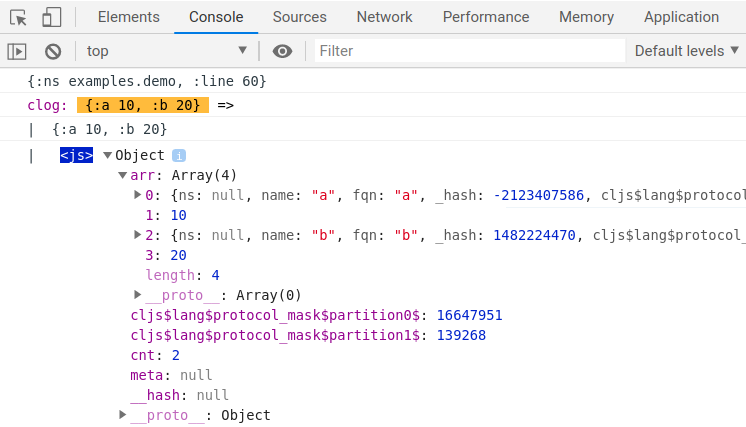 Elements Console Sources Network Performance Memory Application
top Filter Default levels
{:ns examples.demo, :line 60}
clog: {:a 10, :b 20} =>
| {:a 10, :b 20}
| <js> Object i
arr: Array(4)
0: {ns: null, name: "a", fqn: "a", _hash: -2123407586, cljs$lang$protocol
1: 10
2: {ns: null, name: "b", fqn: "b", _hash: 1482224470, cljs$lang$protocol_
3: 20
length: 4
__proto__: Array(0)
cljs$lang$protocol_mask$partition0$: 16647951
cljs$lang$protocol_mask$partition1$: 139268
cnt: 2
meta: null
__hash: null
__proto__: Object